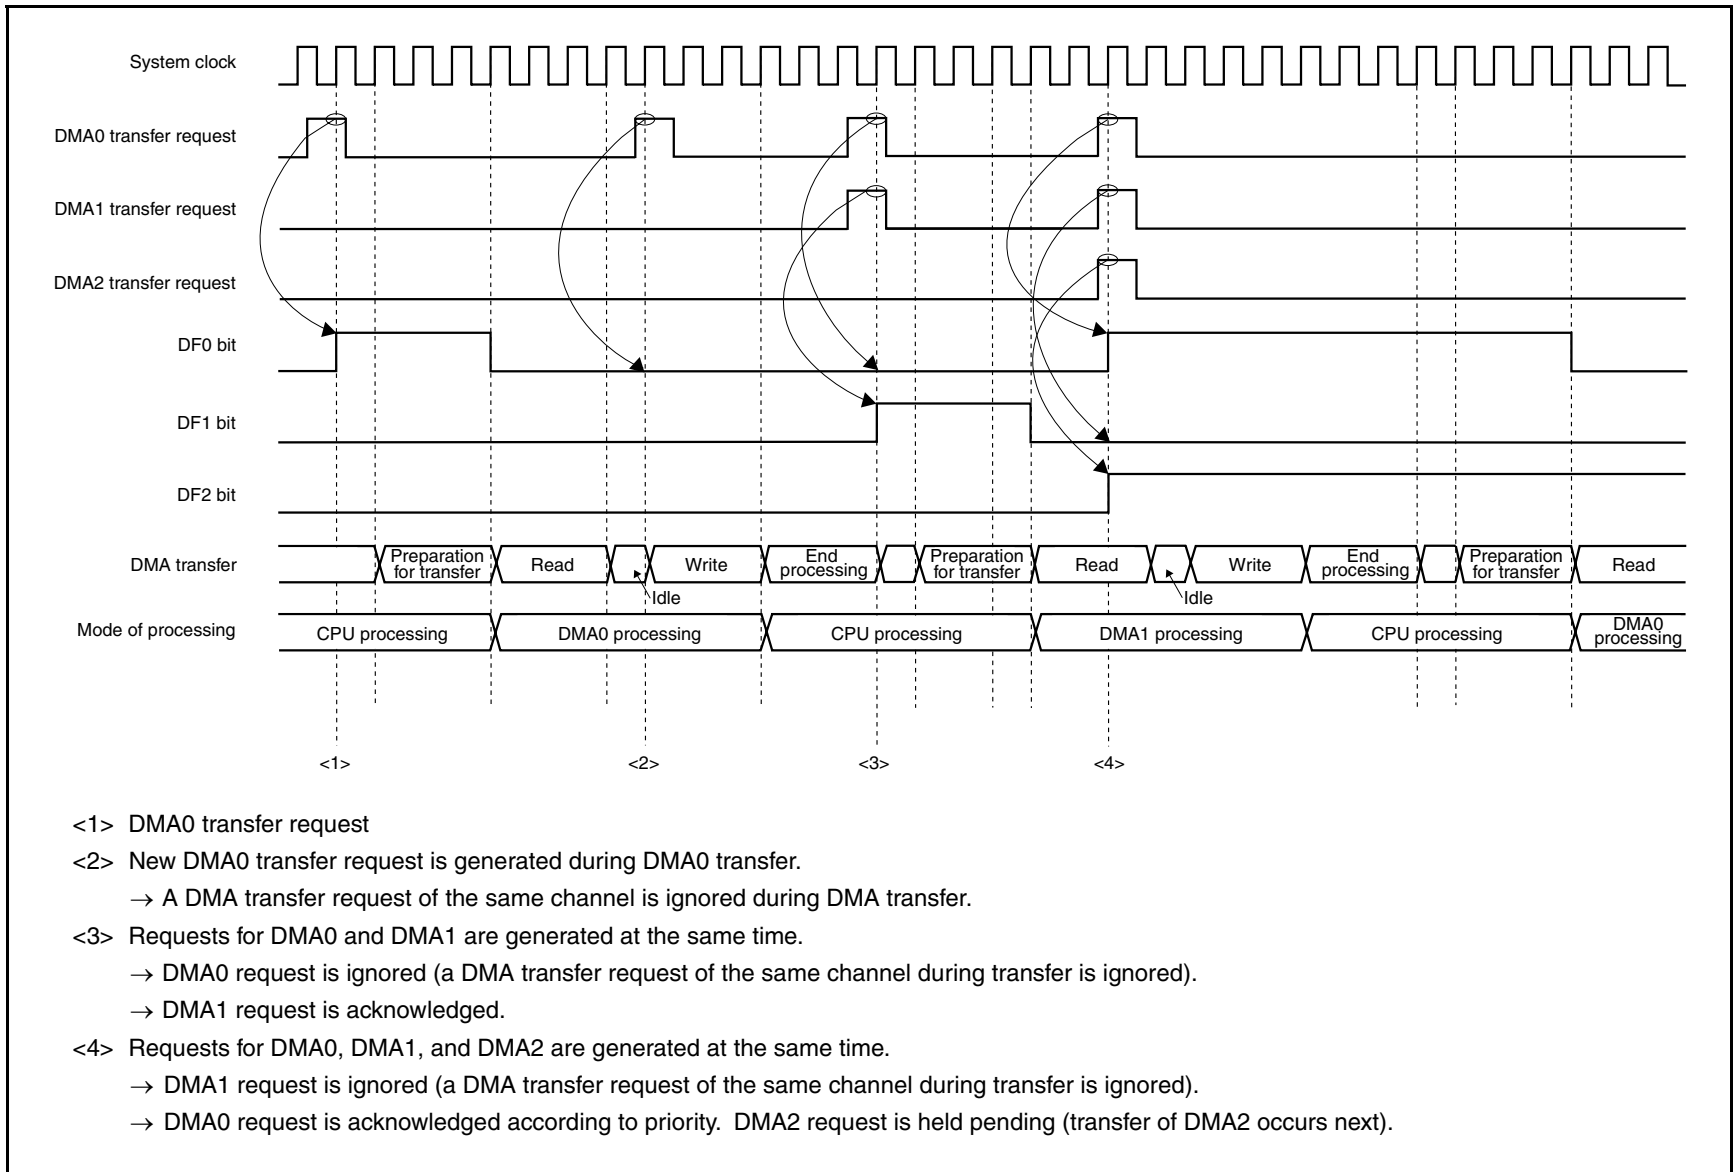 System clock
DMA0 transfer request
DMA1 transfer request
DMA2 transfer request
DF0 bit
DF1 bit
DF2 bit
DMA transfer
Preparation
for transfer
Read
Idle
Write
End
processing
Preparation
for transfer
Read
Idle
Write
End
processing
Preparation
for transfer
Read
Mode of processing
CPU processing
DMA0 processing
CPU processing
DMA1 processing
CPU processing
DMA0
processing
<1>
<2>
<3>
<4>
<1> DMA0 transfer request
<2> New DMA0 transfer request is generated during DMA0 transfer.
→ A DMA transfer request of the same channel is ignored during DMA transfer.
<3> Requests for DMA0 and DMA1 are generated at the same time.
→ DMA0 request is ignored (a DMA transfer request of the same channel during transfer is ignored).
→ DMA1 request is acknowledged.
<4> Requests for DMA0, DMA1, and DMA2 are generated at the same time.
→ DMA1 request is ignored (a DMA transfer request of the same channel during transfer is ignored).
→ DMA0 request is acknowledged according to priority. DMA2 request is held pending (transfer of DMA2 occurs next).